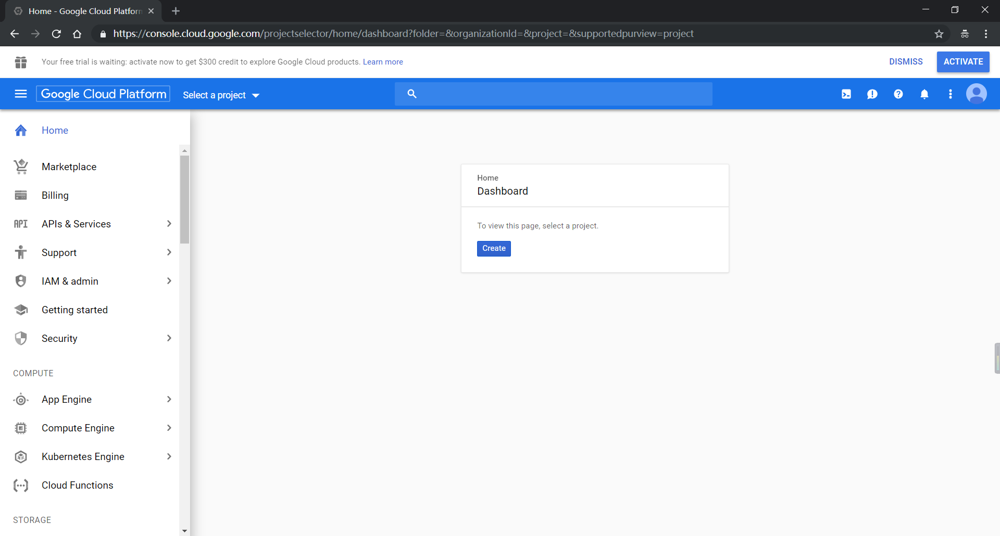 Home - Google Cloud Platform
https://console.cloud.google.com/projectselector/home/dashboard?folder=&organizationId=&project=&supportedpurview=project
Your free trial is waiting: activate now to get $300 credit to explore Google Cloud products. Learn more
DISMISS
ACTIVATE
Google Cloud Platform
Select a project
Home
Marketplace
Billing
API APIs & Services
Support
IAM & admin
Getting started
Security
COMPUTE
App Engine
Compute Engine
Kubernetes Engine
Cloud Functions
STORAGE
Home
Dashboard
To view this page, select a project.
Create